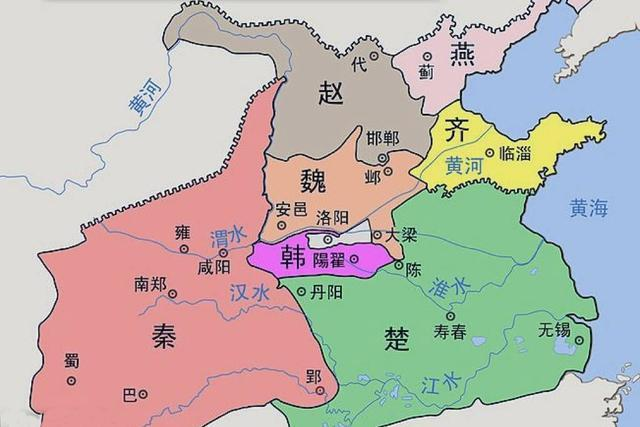 燕
代
蓟
赵
黄河
齐
邯郸
临淄
黄河
邺
魏
安邑
洛阳
黄海
雍
渭水
大梁
咸阳
韩
陽翟
陈
南郑
汉水
丹阳
淮水
秦
楚
寿春
无锡
蜀
巴
郢
江水